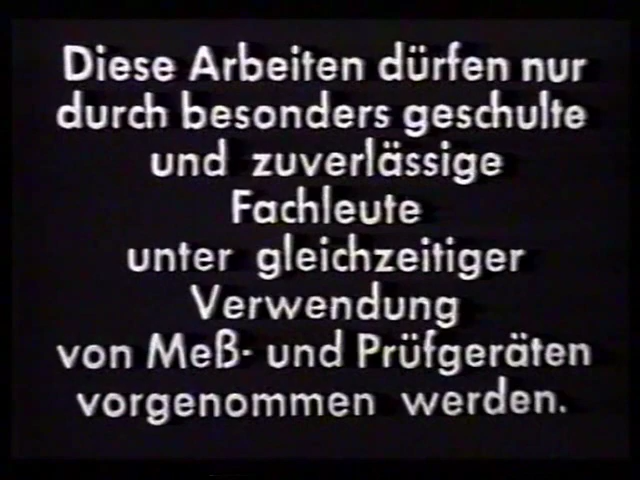 Diese Arbeiten dürfen nur
durch besonders geschulte
und zuverlässige
Fachleute
unter gleichzeitiger
Verwendung
von Meß- und Prüfgeräten
vorgenommen werden.